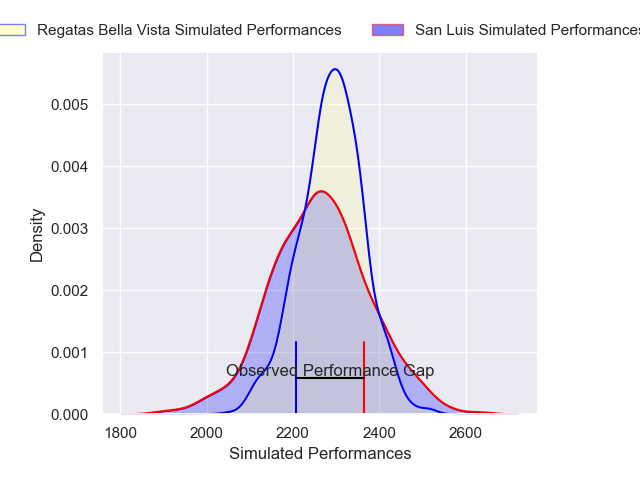 Regatas Bella Vista Simulated Performances
San Luis Simulated Performances
Density
0.005
0.004
0.003
0.002
0.001
0.000
Observed Performance Gap
1800 2000 2200 2400 2600
Simulated Performances